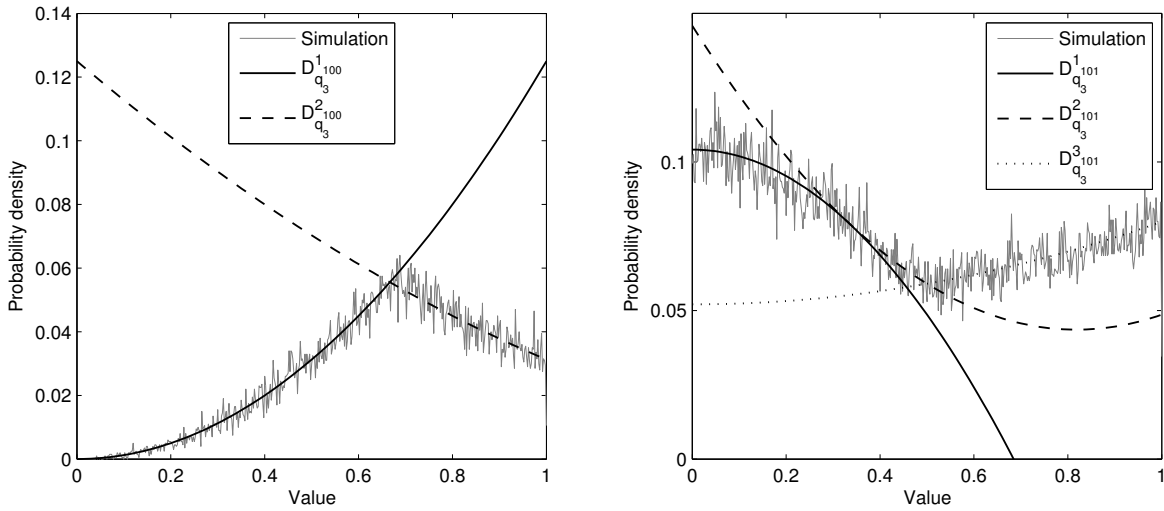 0.14
0.12
0.1
0.08
0.06
0.04
0.02
0
0 0.2 0.4 0.6 0.8 1
Value
Probability density
Simulation
D^1_{q_3^{100}}
D^2_{q_3^{100}}
0.1
0.05
0
0 0.2 0.4 0.6 0.8 1
Value
Probability density
Simulation
D^1_{q_3^{101}}
D^2_{q_3^{101}}
D^3_{q_3^{101}}